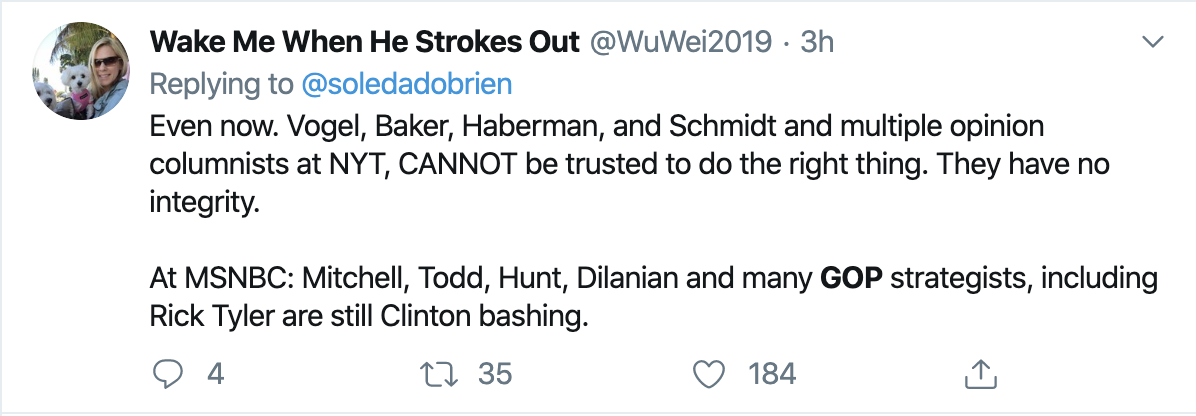 Wake Me When He Strokes Out @WuWei2019 · 3h
Replying to @soledadobrien
Even now. Vogel, Baker, Haberman, and Schmidt and multiple opinion
columnists at NYT, CANNOT be trusted to do the right thing. They have no
integrity.
At MSNBC: Mitchell, Todd, Hunt, Dilanian and many GOP strategists, including
Rick Tyler are still Clinton bashing.
4 35 184